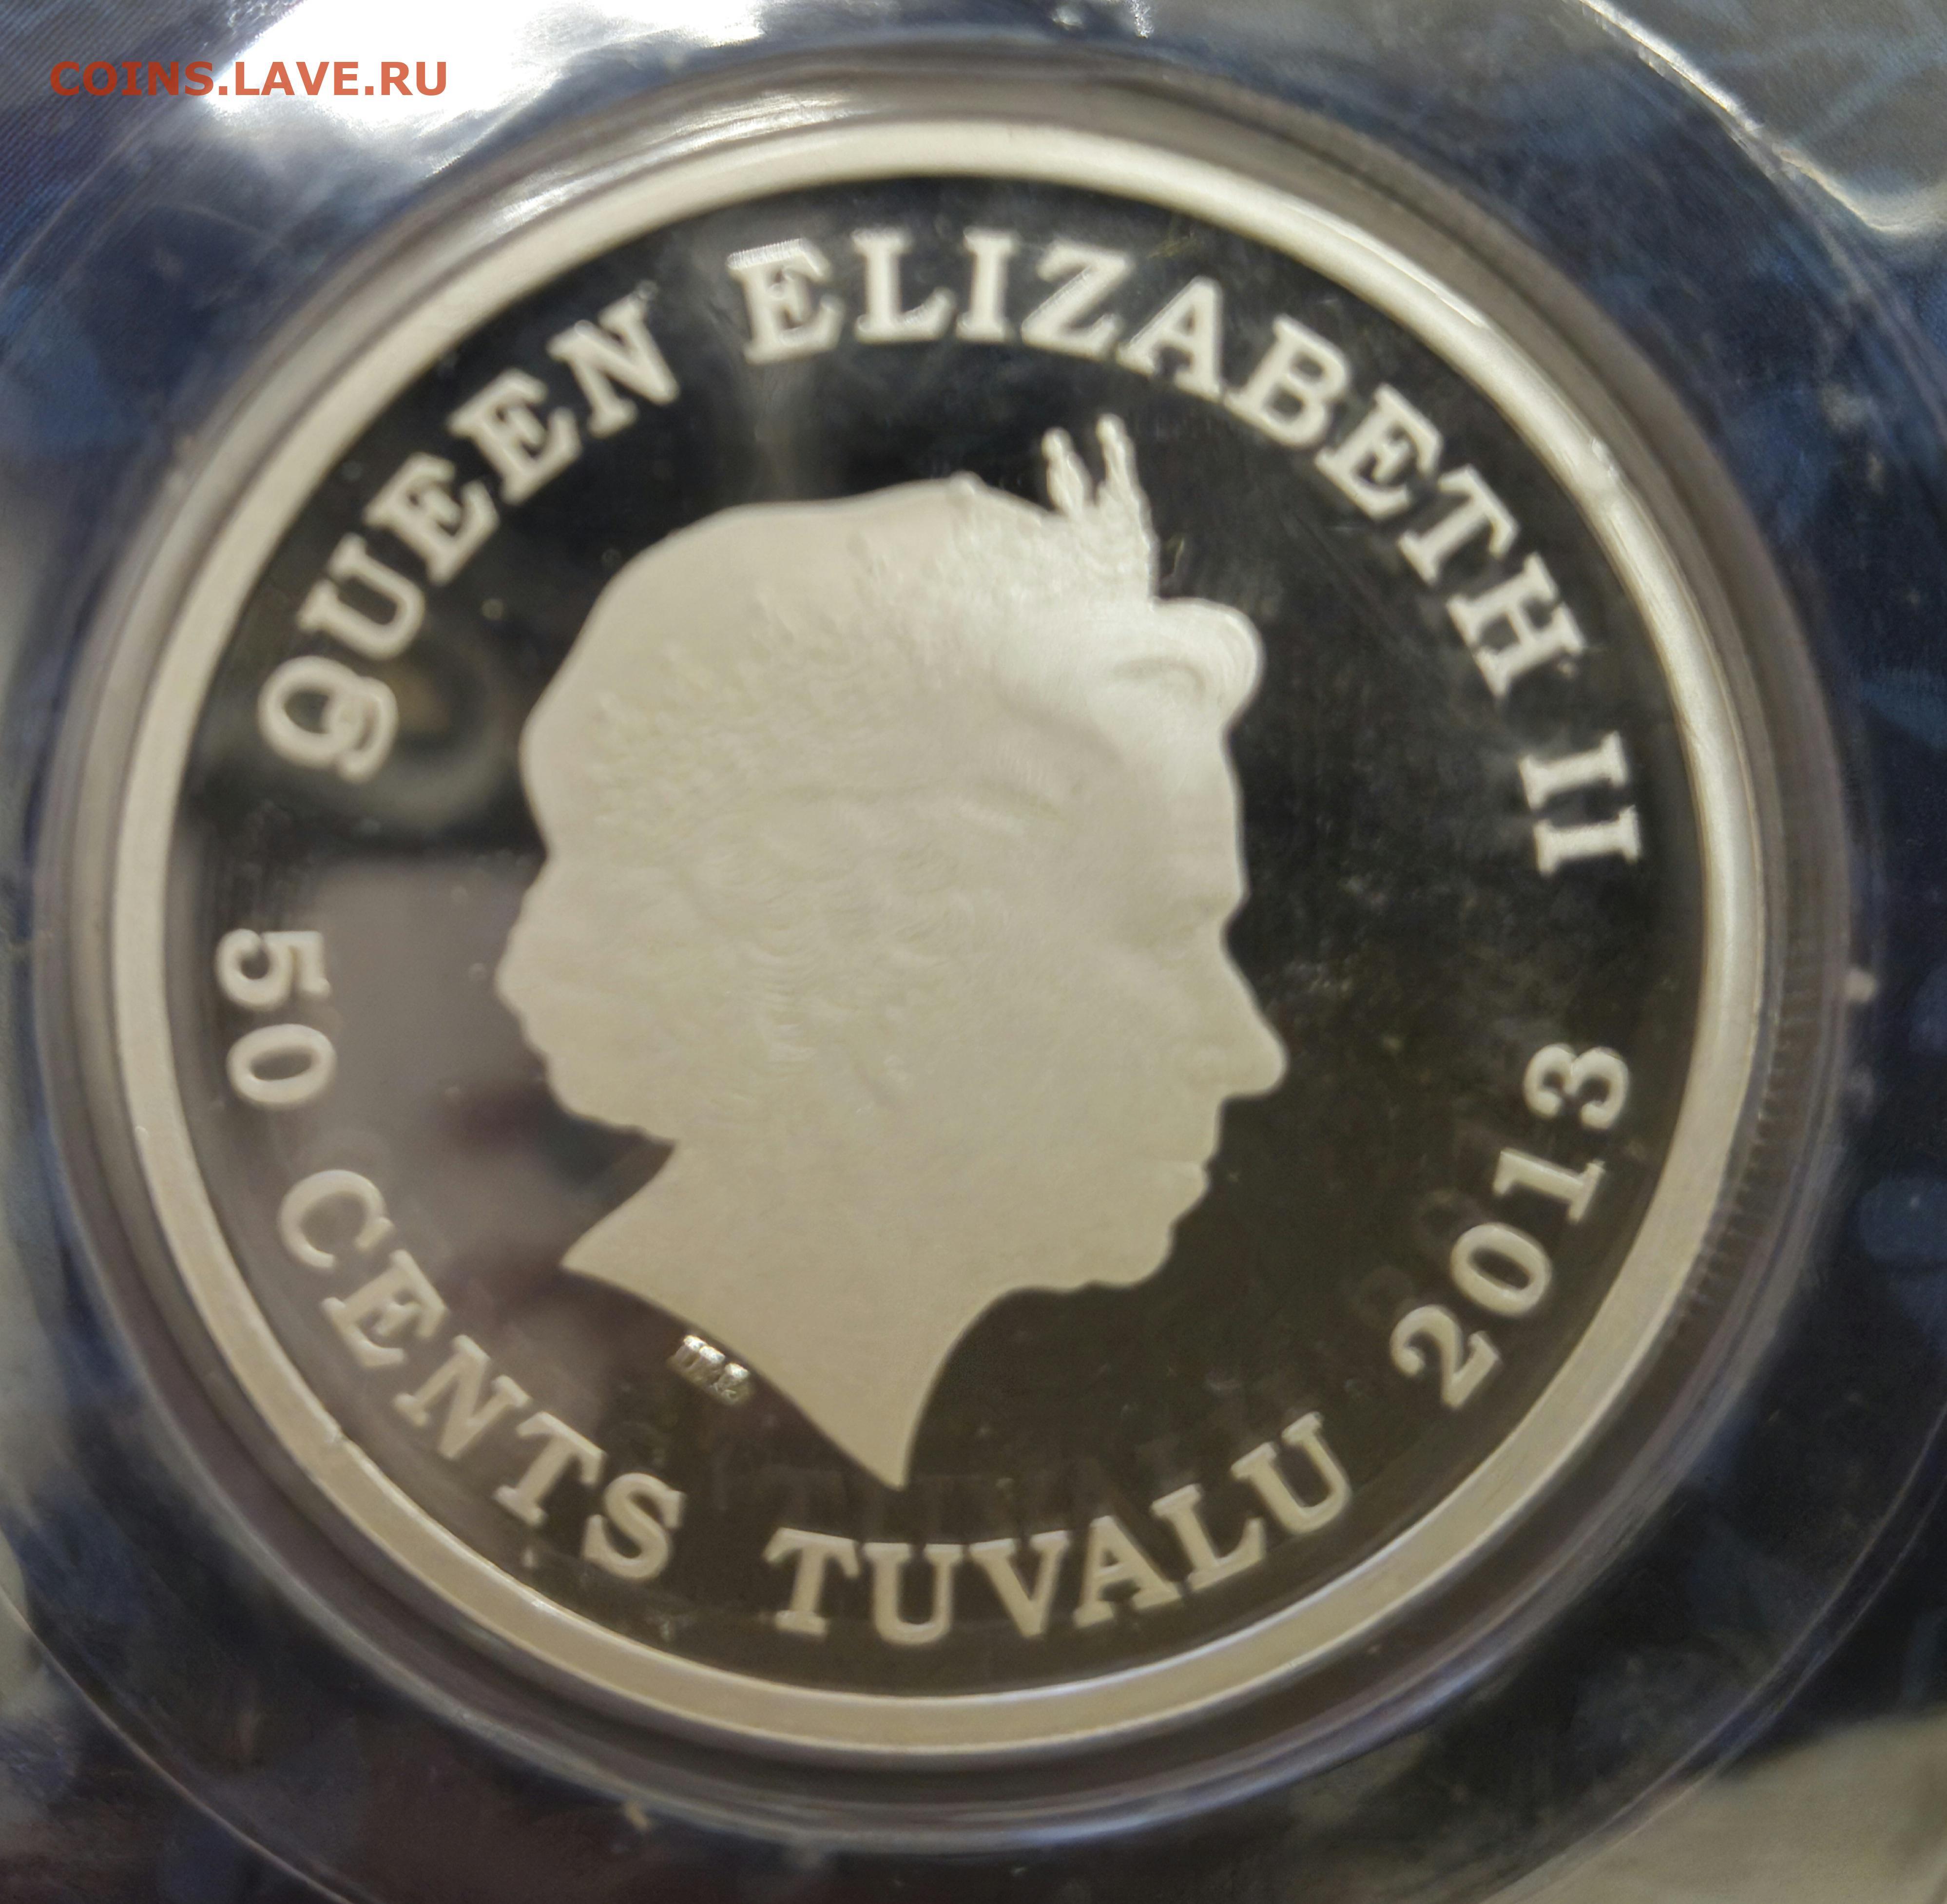 COINS.LAVE.RU
QUEEN ELIZABETH II
50 CENTS TUVALU 2013